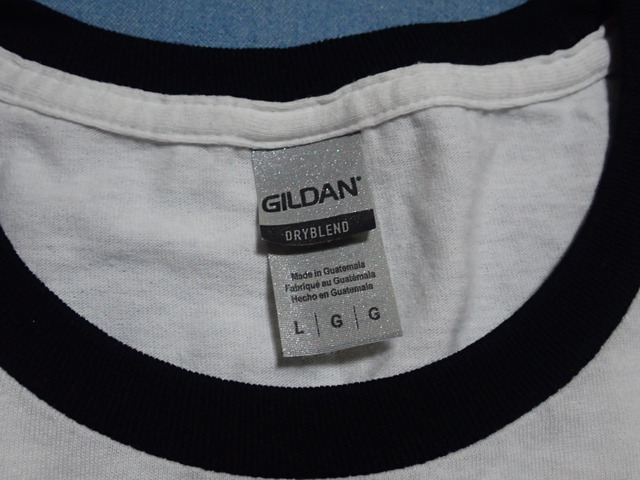 GILDAN®
DRYBLEND
Made in Guatemala
Fabriqué au Guatémala
Hecho en Guatemala
L | G | G